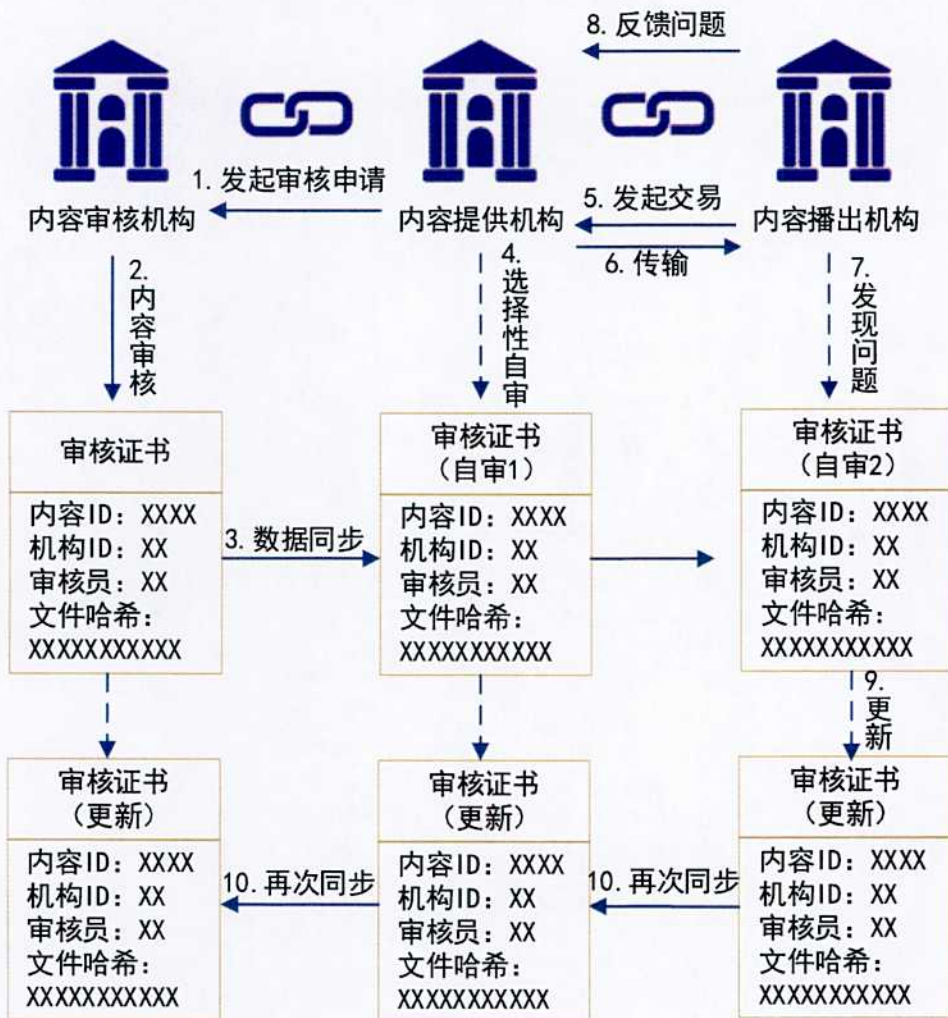 8. 反馈问题
1. 发起审核申请
5. 发起交易
内容审核机构
内容提供机构
内容播出机构
6. 传输
2. 内容审核
4. 选择性自审
7. 发现问题
审核证书
审核证书
（自审1）
审核证书
（自审2）
内容ID：XXXX
机构ID：XX
审核员：XX
文件哈希：
XXXXXXXXXXX
3. 数据同步
内容ID：XXXX
机构ID：XX
审核员：XX
文件哈希：
XXXXXXXXXXX
内容ID：XXXX
机构ID：XX
审核员：XX
文件哈希：
XXXXXXXXXXX
9. 更新
审核证书
（更新）
审核证书
（更新）
审核证书
（更新）
内容ID：XXXX
机构ID：XX
审核员：XX
文件哈希：
XXXXXXXXXXX
10. 再次同步
内容ID：XXXX
机构ID：XX
审核员：XX
文件哈希：
XXXXXXXXXXX
10. 再次同步
内容ID：XXXX
机构ID：XX
审核员：XX
文件哈希：
XXXXXXXXXXX